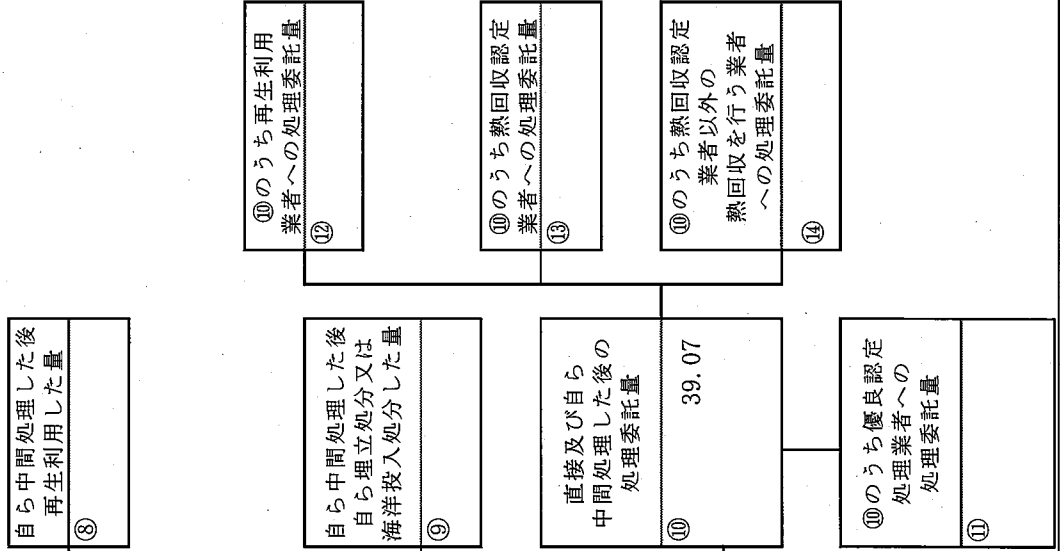 自ら中間処理した後
再生利用した量
⑧
自ら中間処理した後
自ら埋立処分又は
海洋投入処分した量
⑨
直接及び自ら
中間処理した後の
処理委託量
⑩
39.07
⑩のうち優良認定
処理業者への
処理委託量
⑪
⑩のうち再生利用
業者への処理委託量
⑫
⑩のうち熱回収認定
業者への処理委託量
⑬
⑩のうち熱回収認定
業者以外の
熱回収を行う業者
への処理委託量
⑭